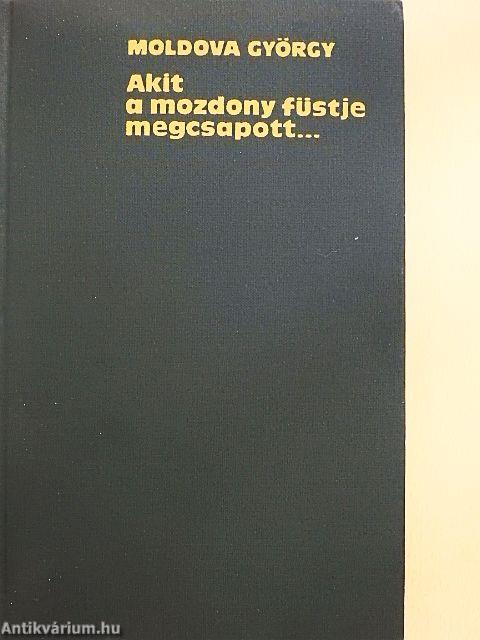 MOLDOVA GYÖRGY
Akit
a mozdony füstje
megcsapott...
Antikvárium.hu